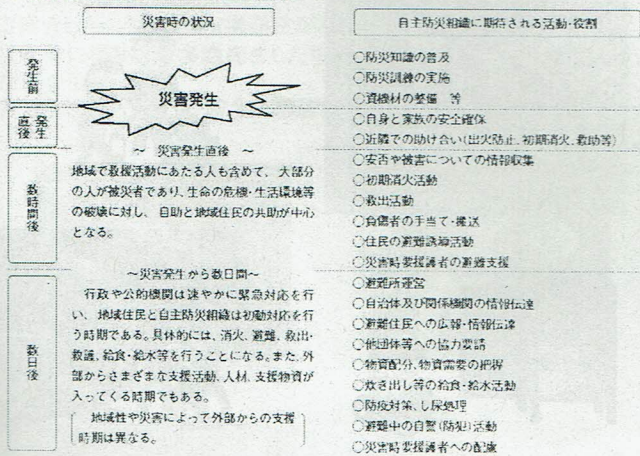 災害時の状況
自主防災組織に期待される活動・役割
発生前
災害発生
○防災知識の普及
○防災訓練の実施
○資機材の整備 等
発生直後
○自身と家族の安全確保
○近隣での助け合い(出火防止、初期消火、救助等)
数時間後
～ 災害発生直後 ～
地域で救援活動にあたる人も含めて、大部分
の人が被災者であり、生命の危機・生活環境等
の破壊に対し、自助と地域住民の共助が中心
となる。
○安否や被害についての情報収集
○初期消火活動
○救出活動
○負傷者の手当て・搬送
○住民の避難誘導活動
○災害時要援護者の避難支援
数日後
～災害発生から数日間～
行政や公的機関は速やかに緊急対応を行
い、地域住民と自主防災組織は初動対応を行
う時期である。具体的には、消火、避難、救出・
救護、給食・給水等を行うことになる。また、外
部からさまざまな支援活動、人材、支援物資が
入ってくる時期でもある。
地域性や災害によって外部からの支援
時期は異なる。
○避難所運営
○自治体及び関係機関の情報伝達
○避難住民への広報・情報伝達
○他団体等への協力要請
○物資配分、物資需要の把握
○炊き出し等の給食・給水活動
○防疫対策、し尿処理
○避難中の自警(防犯)活動
○災害時要援護者への配慮